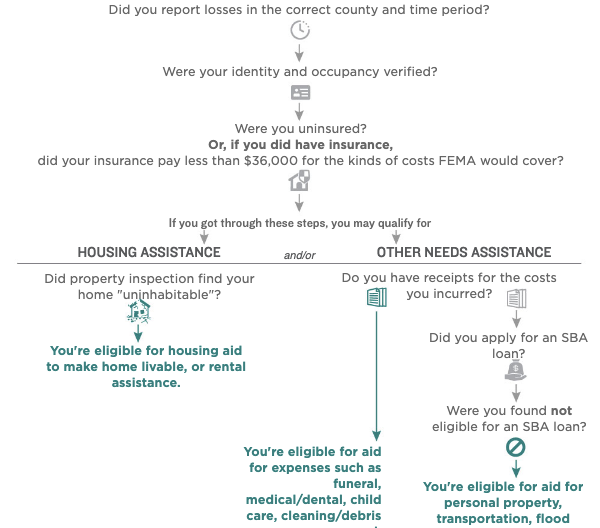 Did you report losses in the correct county and time period?
Were your identity and occupancy verified?
Were you uninsured?
Or, if you did have insurance,
did your insurance pay less than $36,000 for the kinds of costs FEMA would cover?
If you got through these steps, you may qualify for
HOUSING ASSISTANCE
and/or
OTHER NEEDS ASSISTANCE
Did property inspection find your
home "uninhabitable"?
You're eligible for housing aid
to make home livable, or rental
assistance.
Do you have receipts for the costs
you incurred?
You're eligible for aid
for expenses such as
funeral,
medical/dental, child
care, cleaning/debris
Did you apply for an SBA
loan?
Were you found not
eligible for an SBA loan?
You're eligible for aid for
personal property,
transportation, flood